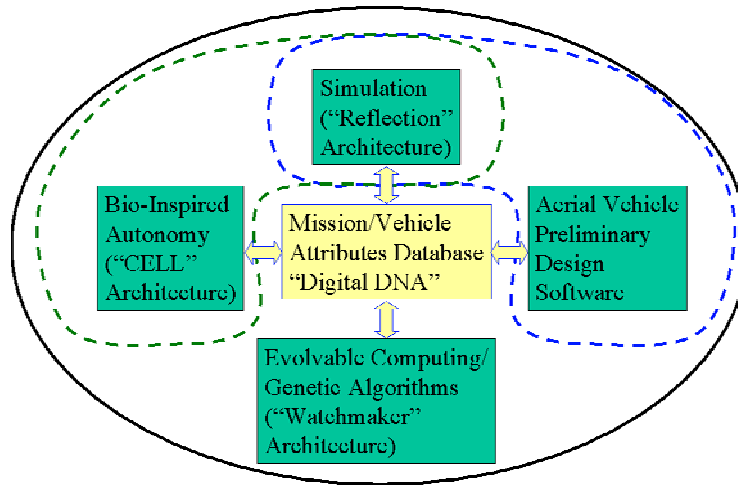 Simulation
(“Reflection”
Architecture)
Bio-Inspired
Autonomy
(“CELL”
Architecture)
Mission/Vehicle
Attributes Database
“Digital DNA”
Aerial Vehicle
Preliminary
Design
Software
Evolvable Computing/
Genetic Algorithms
(“Watchmaker”
Architecture)